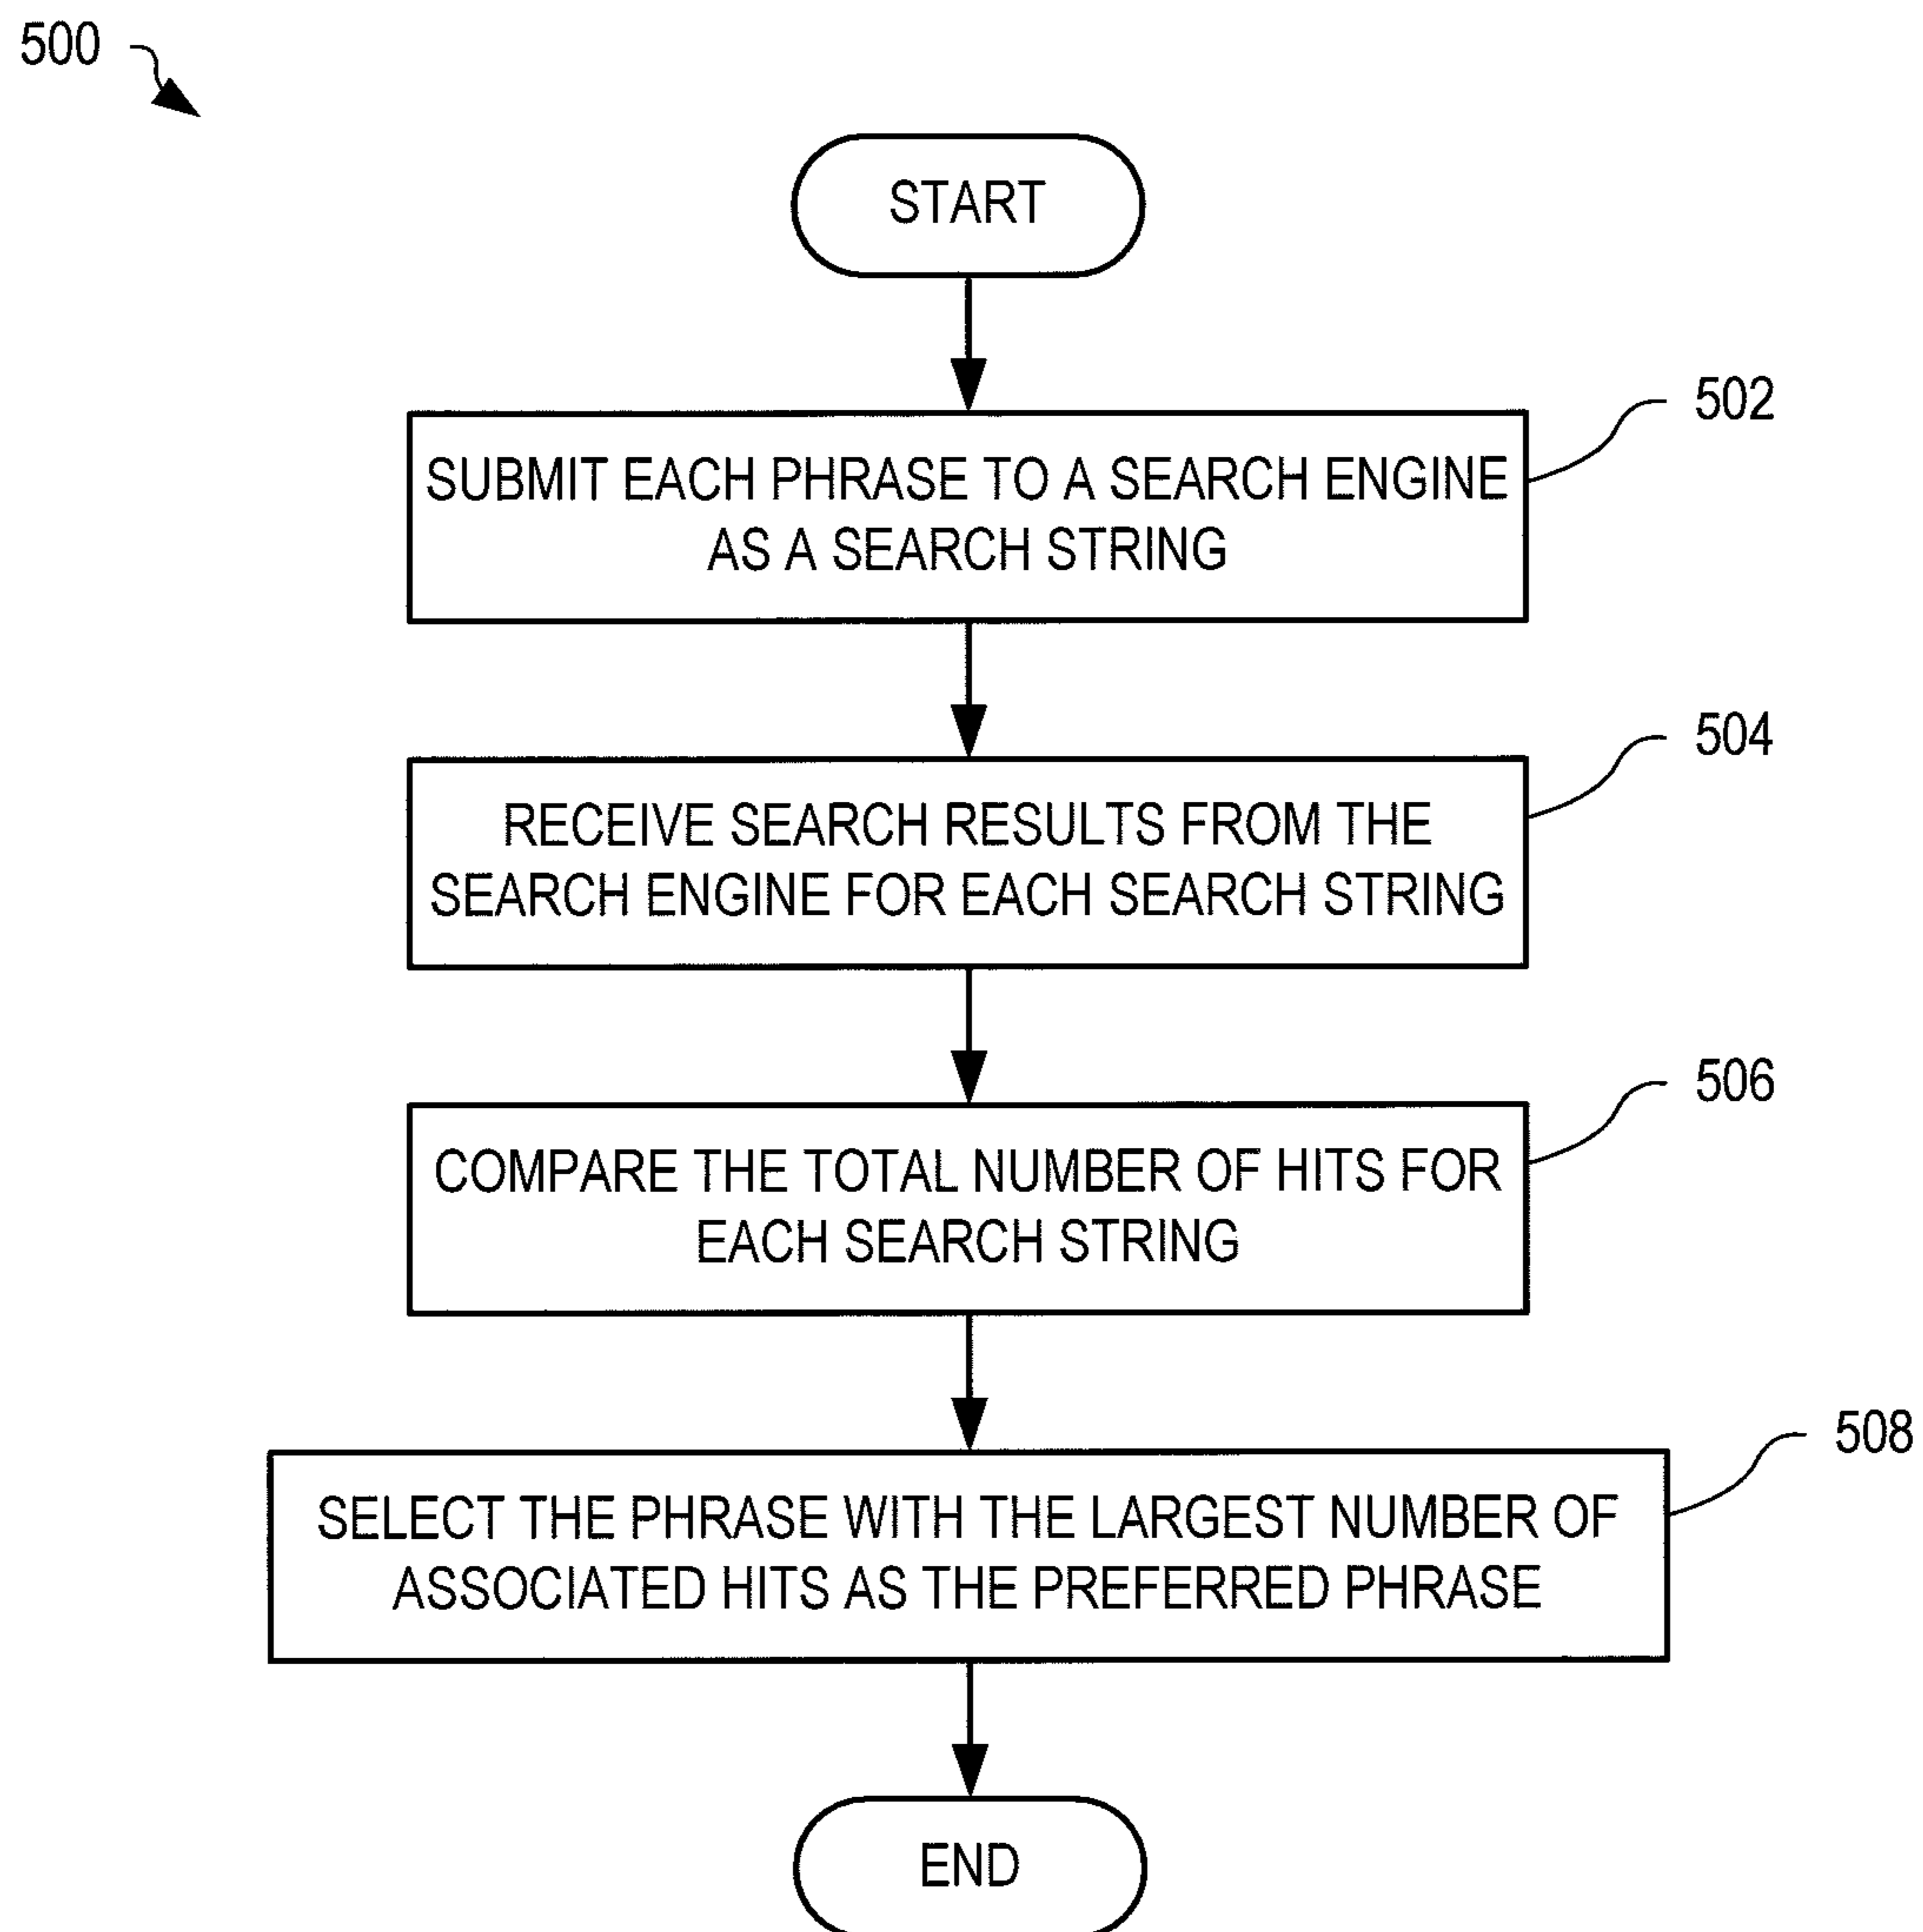 500
START
502
SUBMIT EACH PHRASE TO A SEARCH ENGINE
AS A SEARCH STRING
504
RECEIVE SEARCH RESULTS FROM THE
SEARCH ENGINE FOR EACH SEARCH STRING
506
COMPARE THE TOTAL NUMBER OF HITS FOR
EACH SEARCH STRING
508
SELECT THE PHRASE WITH THE LARGEST NUMBER OF
ASSOCIATED HITS AS THE PREFERRED PHRASE
END